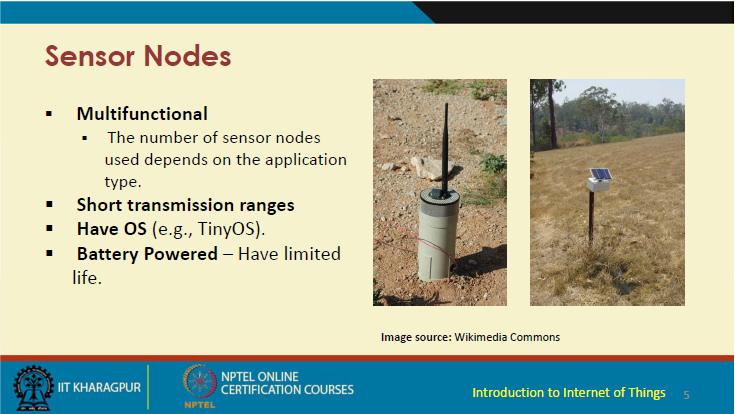 Sensor Nodes
▪ Multifunctional
▪ The number of sensor nodes
used depends on the application
type.
▪ Short transmission ranges
▪ Have OS (e.g., TinyOS).
▪ Battery Powered – Have limited
life.
Image source: Wikimedia Commons
IIT KHARAGPUR
NPTEL
NPTEL ONLINE
CERTIFICATION COURSES
Introduction to Internet of Things
5